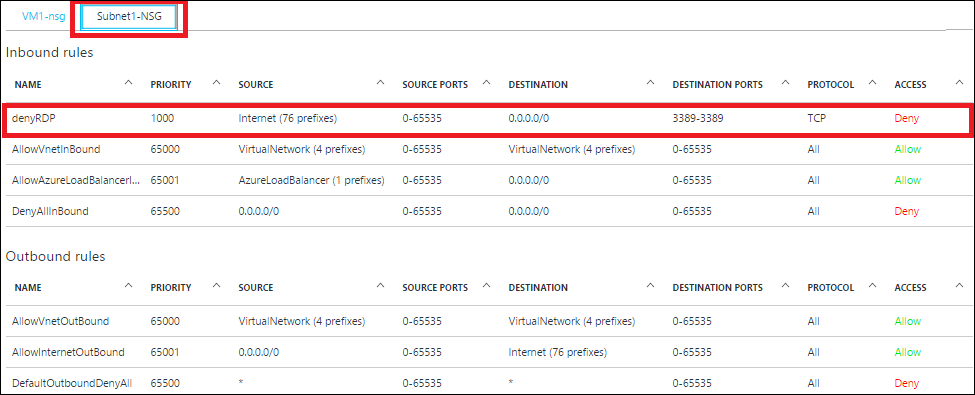 VM1-nsg Subnet1-NSG
Inbound rules
NAME PRIORITY SOURCE SOURCE PORTS DESTINATION DESTINATION PORTS PROTOCOL ACCESS
denyRDP 1000 Internet (76 prefixes) 0-65535 0.0.0.0/0 3389-3389 TCP Deny
AllowVnetInBound 65000 VirtualNetwork (4 prefixes) 0-65535 VirtualNetwork (4 prefixes) 0-65535 All Allow
AllowAzureLoadBalancerI... 65001 AzureLoadBalancer (1 prefixes) 0-65535 0.0.0.0/0 0-65535 All Allow
DenyAllInBound 65500 0.0.0.0/0 0-65535 0.0.0.0/0 0-65535 All Deny
Outbound rules
NAME PRIORITY SOURCE SOURCE PORTS DESTINATION DESTINATION PORTS PROTOCOL ACCESS
AllowVnetOutBound 65000 VirtualNetwork (4 prefixes) 0-65535 VirtualNetwork (4 prefixes) 0-65535 All Allow
AllowInternetOutBound 65001 0.0.0.0/0 0-65535 Internet (76 prefixes) 0-65535 All Allow
DefaultOutboundDenyAll 65500 * 0-65535 * 0-65535 All Deny